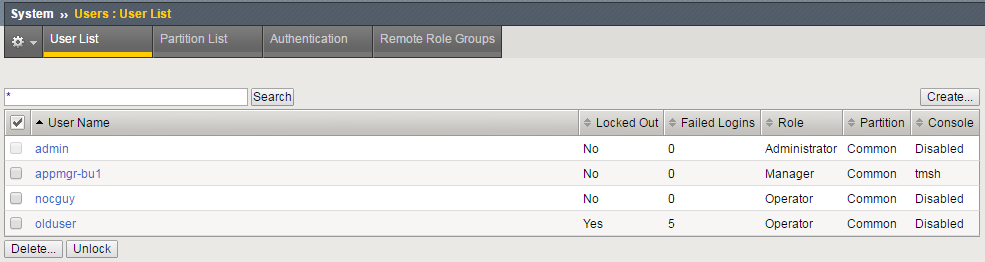 System ›› Users : User List
User List Partition List Authentication Remote Role Groups
* Search Create...
User Name Locked Out Failed Logins Role Partition Console
admin No 0 Administrator Common Disabled
appmgr-bu1 No 0 Manager Common tmsh
nocguy No 0 Operator Common Disabled
olduser Yes 5 Operator Common Disabled
Delete... Unlock